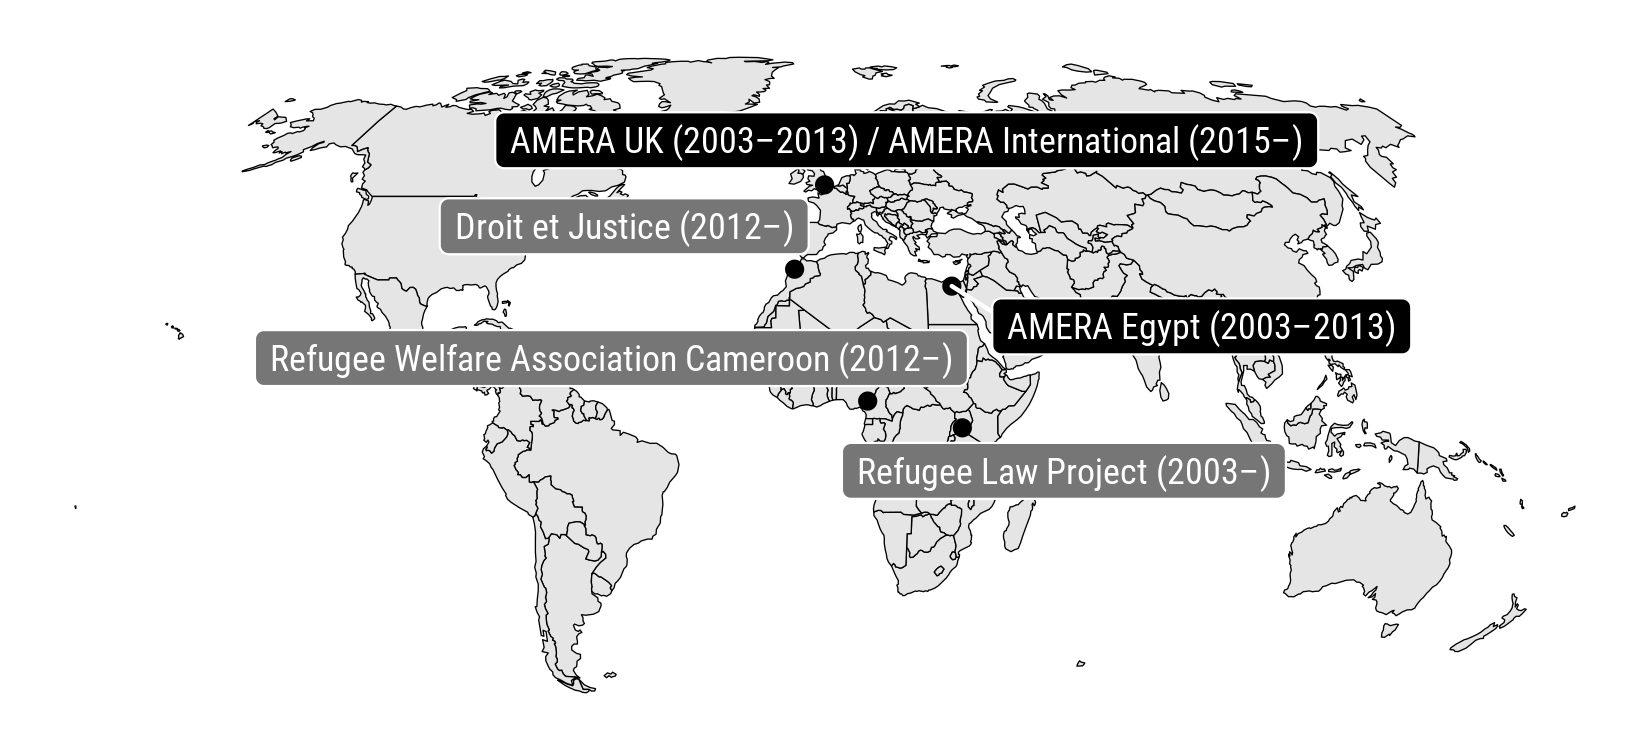 AMERA UK (2003–2013) / AMERA International (2015–)
Droit et Justice (2012–)
AMERA Egypt (2003–2013)
Refugee Welfare Association Cameroon (2012–)
Refugee Law Project (2003–)